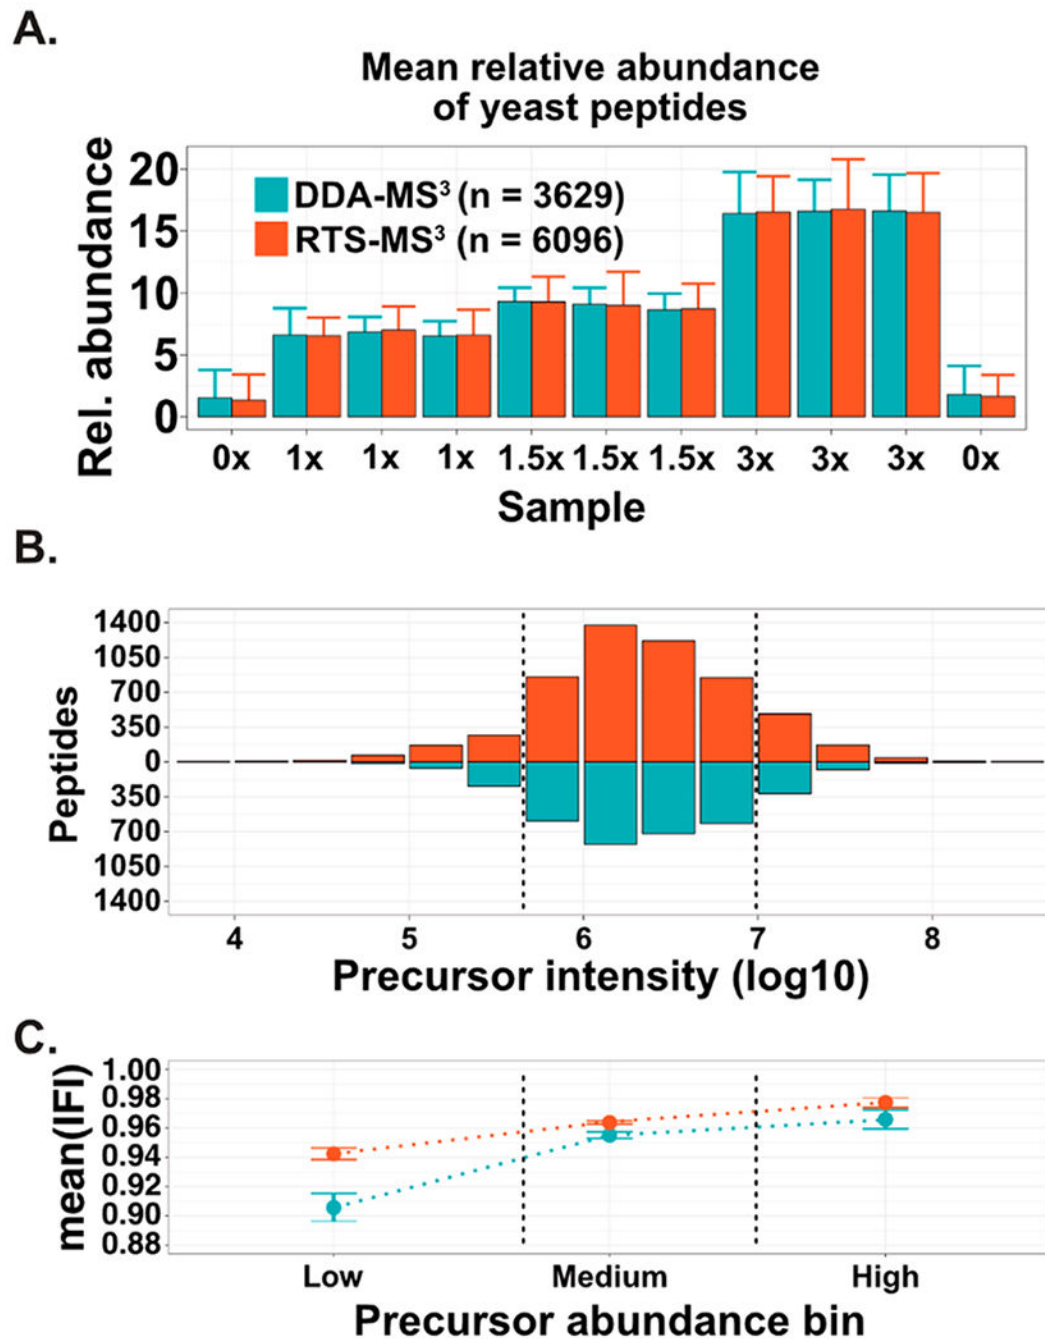 A.
Mean relative abundance
of yeast peptides
Rel. abundance
20
15
10
5
0
DDA-MS³ (n = 3629)
RTS-MS³ (n = 6096)
0x 1x 1x 1x 1.5x 1.5x 1.5x 3x 3x 3x 0x
Sample
B.
Peptides
1400
1050
700
350
0
350
700
1050
1400
4 5 6 7 8
Precursor intensity (log10)
C.
mean(IFI)
1.00
0.98
0.96
0.94
0.92
0.90
0.88
Low Medium High
Precursor abundance bin